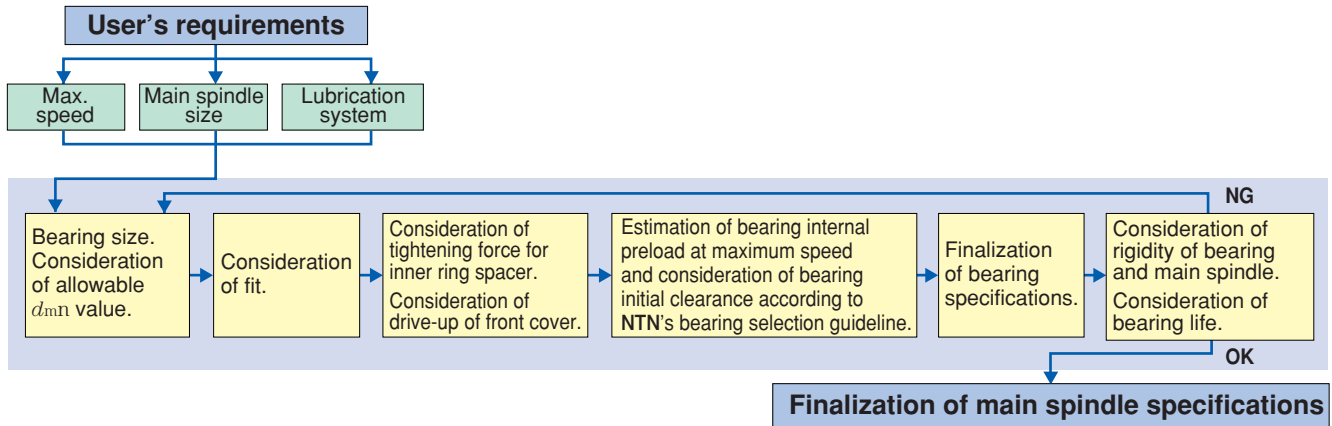 User's requirements
Max.
speed
Main spindle
size
Lubrication
system
NG
Bearing size.
Consideration
of allowable
dmn value.
Consideration
of fit.
Consideration of
tightening force for
inner ring spacer.
Consideration of
drive-up of front cover.
Estimation of bearing internal
preload at maximum speed
and consideration of bearing
initial clearance according to
NTN's bearing selection guideline.
Finalization
of bearing
specifications.
Consideration of
rigidity of bearing
and main spindle.
Consideration of
bearing life.
OK
Finalization of main spindle specifications